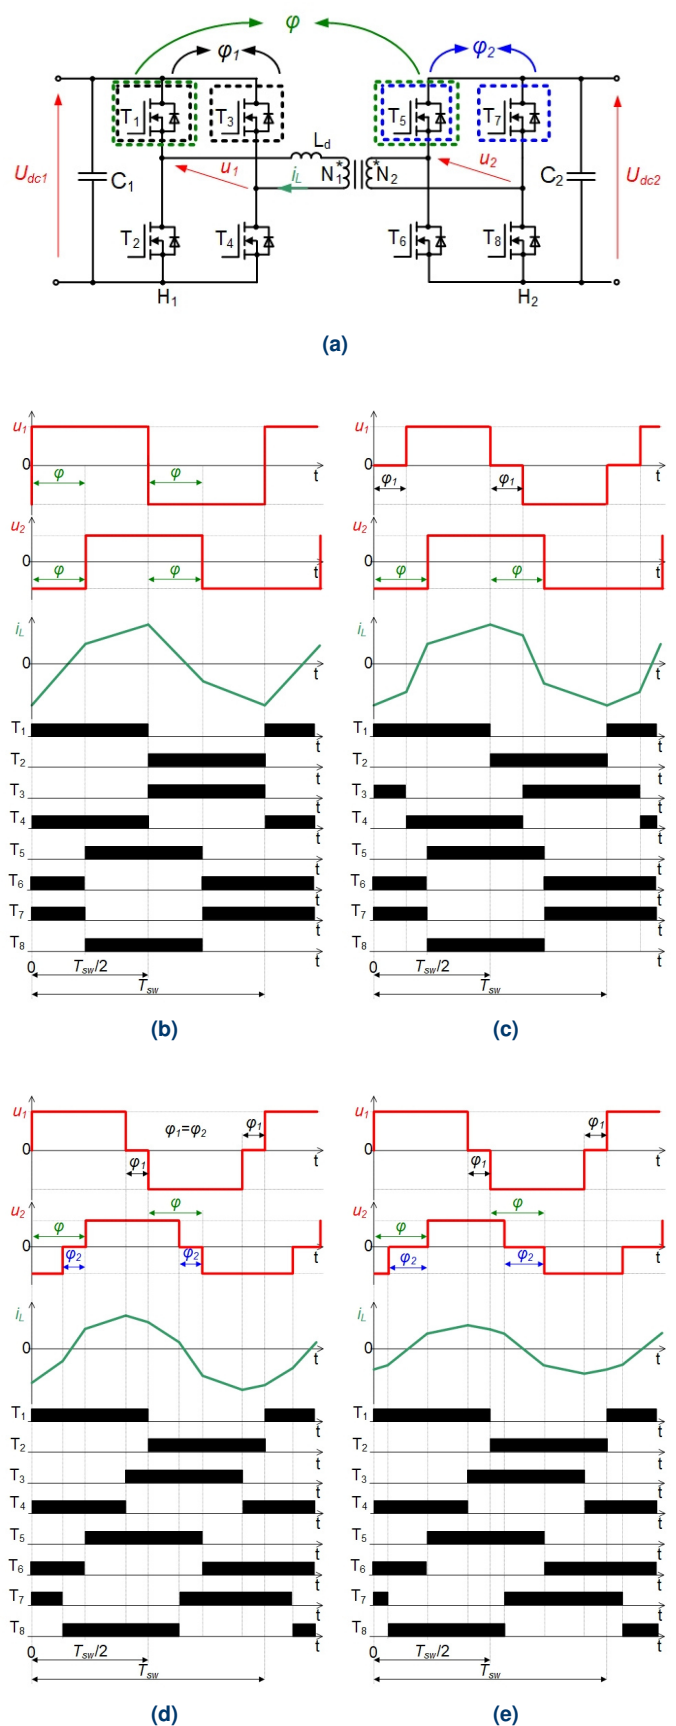 φ
φ1 φ2
T1 T3 T5 T7
Ld
Udc1 C1 u1 iL N1 * * N2 u2 C2 Udc2
T2 T4 T6 T8
H1 H2
(a)
u1
0
φ φ
t
u2
0
φ φ
t
iL
0
t
T1
t
T2
t
T3
t
T4
t
T5
t
T6
t
T7
t
T8
t
0
Tsw/2
Tsw
(b)
u1
0
φ1 φ1
t
u2
0
φ φ
t
iL
0
t
T1
t
T2
t
T3
t
T4
t
T5
t
T6
t
T7
t
T8
t
0
Tsw/2
Tsw
(c)
u1
φ1=φ2
φ1
0
φ1
t
φ
u2
φ
0
φ2 φ2
t
iL
0
t
T1
t
T2
t
T3
t
T4
t
T5
t
T6
t
T7
t
T8
t
0
Tsw/2
Tsw
(d)
u1
φ1
0
φ1
t
φ
u2
φ
0
φ2 φ2
t
iL
0
t
T1
t
T2
t
T3
t
T4
t
T5
t
T6
t
T7
t
T8
t
0
Tsw/2
Tsw
(e)